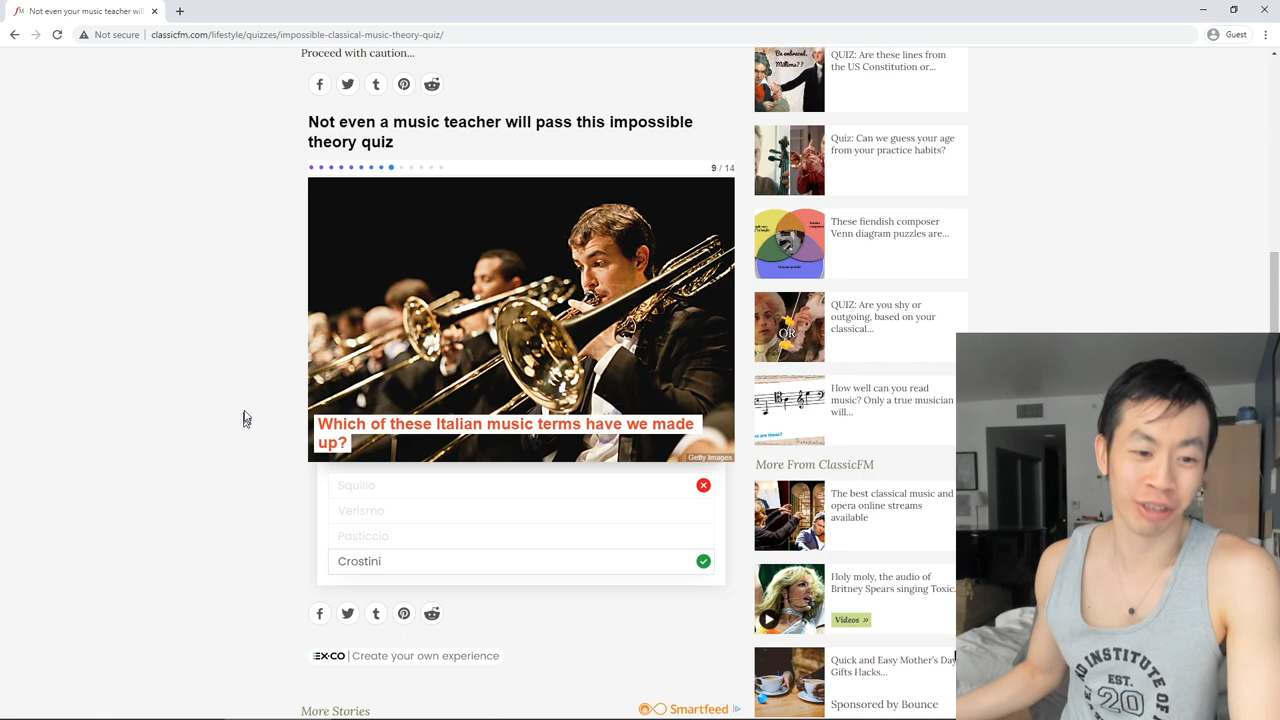 Not even your music teacher will
Not secure | classicfm.com/lifestyle/quizzes/impossible-classical-music-theory-quiz/
Guest
Proceed with caution...
Not even a music teacher will pass this impossible
theory quiz
9 / 14
Which of these Italian music terms have we made
up?
Getty Images
Squillo
Verismo
Pasticcio
Crostini
EX·CO | Create your own experience
More Stories
Smartfeed
Be embraced,
Millions??
QUIZ: Are these lines from
the US Constitution or...
Quiz: Can we guess your age
from your practice habits?
These fiendish composer
Venn diagram puzzles are...
OR
QUIZ: Are you shy or
outgoing, based on your
classical...
How well can you read
music? Only a true musician
will...
More From ClassicFM
The best classical music and
opera online streams
available
Holy moly, the audio of
Britney Spears singing Toxic
Videos »
Quick and Easy Mother's Day
Gifts Hacks...
Sponsored by Bounce
AD INSTITUTE OF
EST.
20